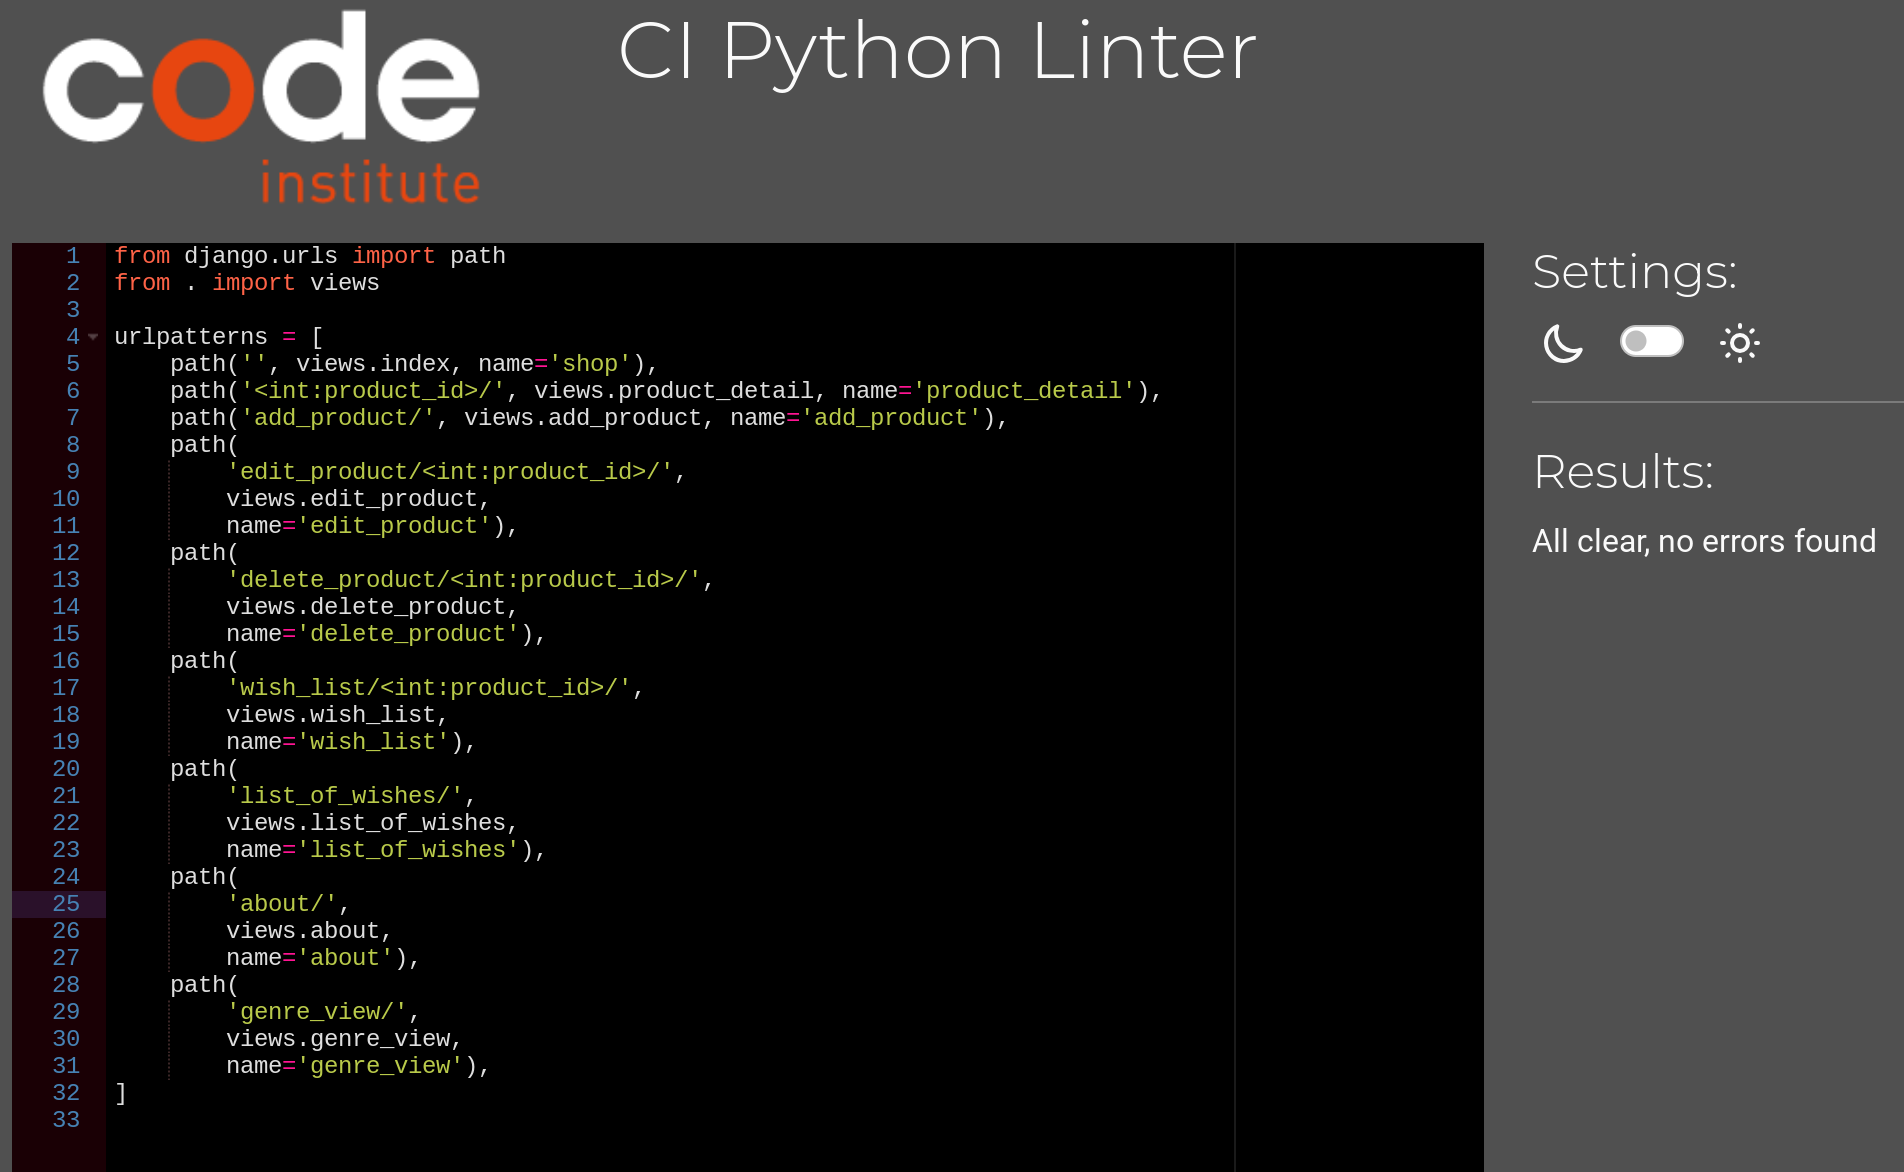 code
institute
CI Python Linter
1 from django.urls import path
2 from . import views
3
4 urlpatterns = [
5     path('', views.index, name='shop'),
6     path('<int:product_id>/', views.product_detail, name='product_detail'),
7     path('add_product/', views.add_product, name='add_product'),
8     path(
9         'edit_product/<int:product_id>/',
10         views.edit_product,
11         name='edit_product'),
12     path(
13         'delete_product/<int:product_id>/',
14         views.delete_product,
15         name='delete_product'),
16     path(
17         'wish_list/<int:product_id>/',
18         views.wish_list,
19         name='wish_list'),
20     path(
21         'list_of_wishes/',
22         views.list_of_wishes,
23         name='list_of_wishes'),
24     path(
25         'about/',
26         views.about,
27         name='about'),
28     path(
29         'genre_view/',
30         views.genre_view,
31         name='genre_view'),
32 ]
33
Settings:
Results:
All clear, no errors found